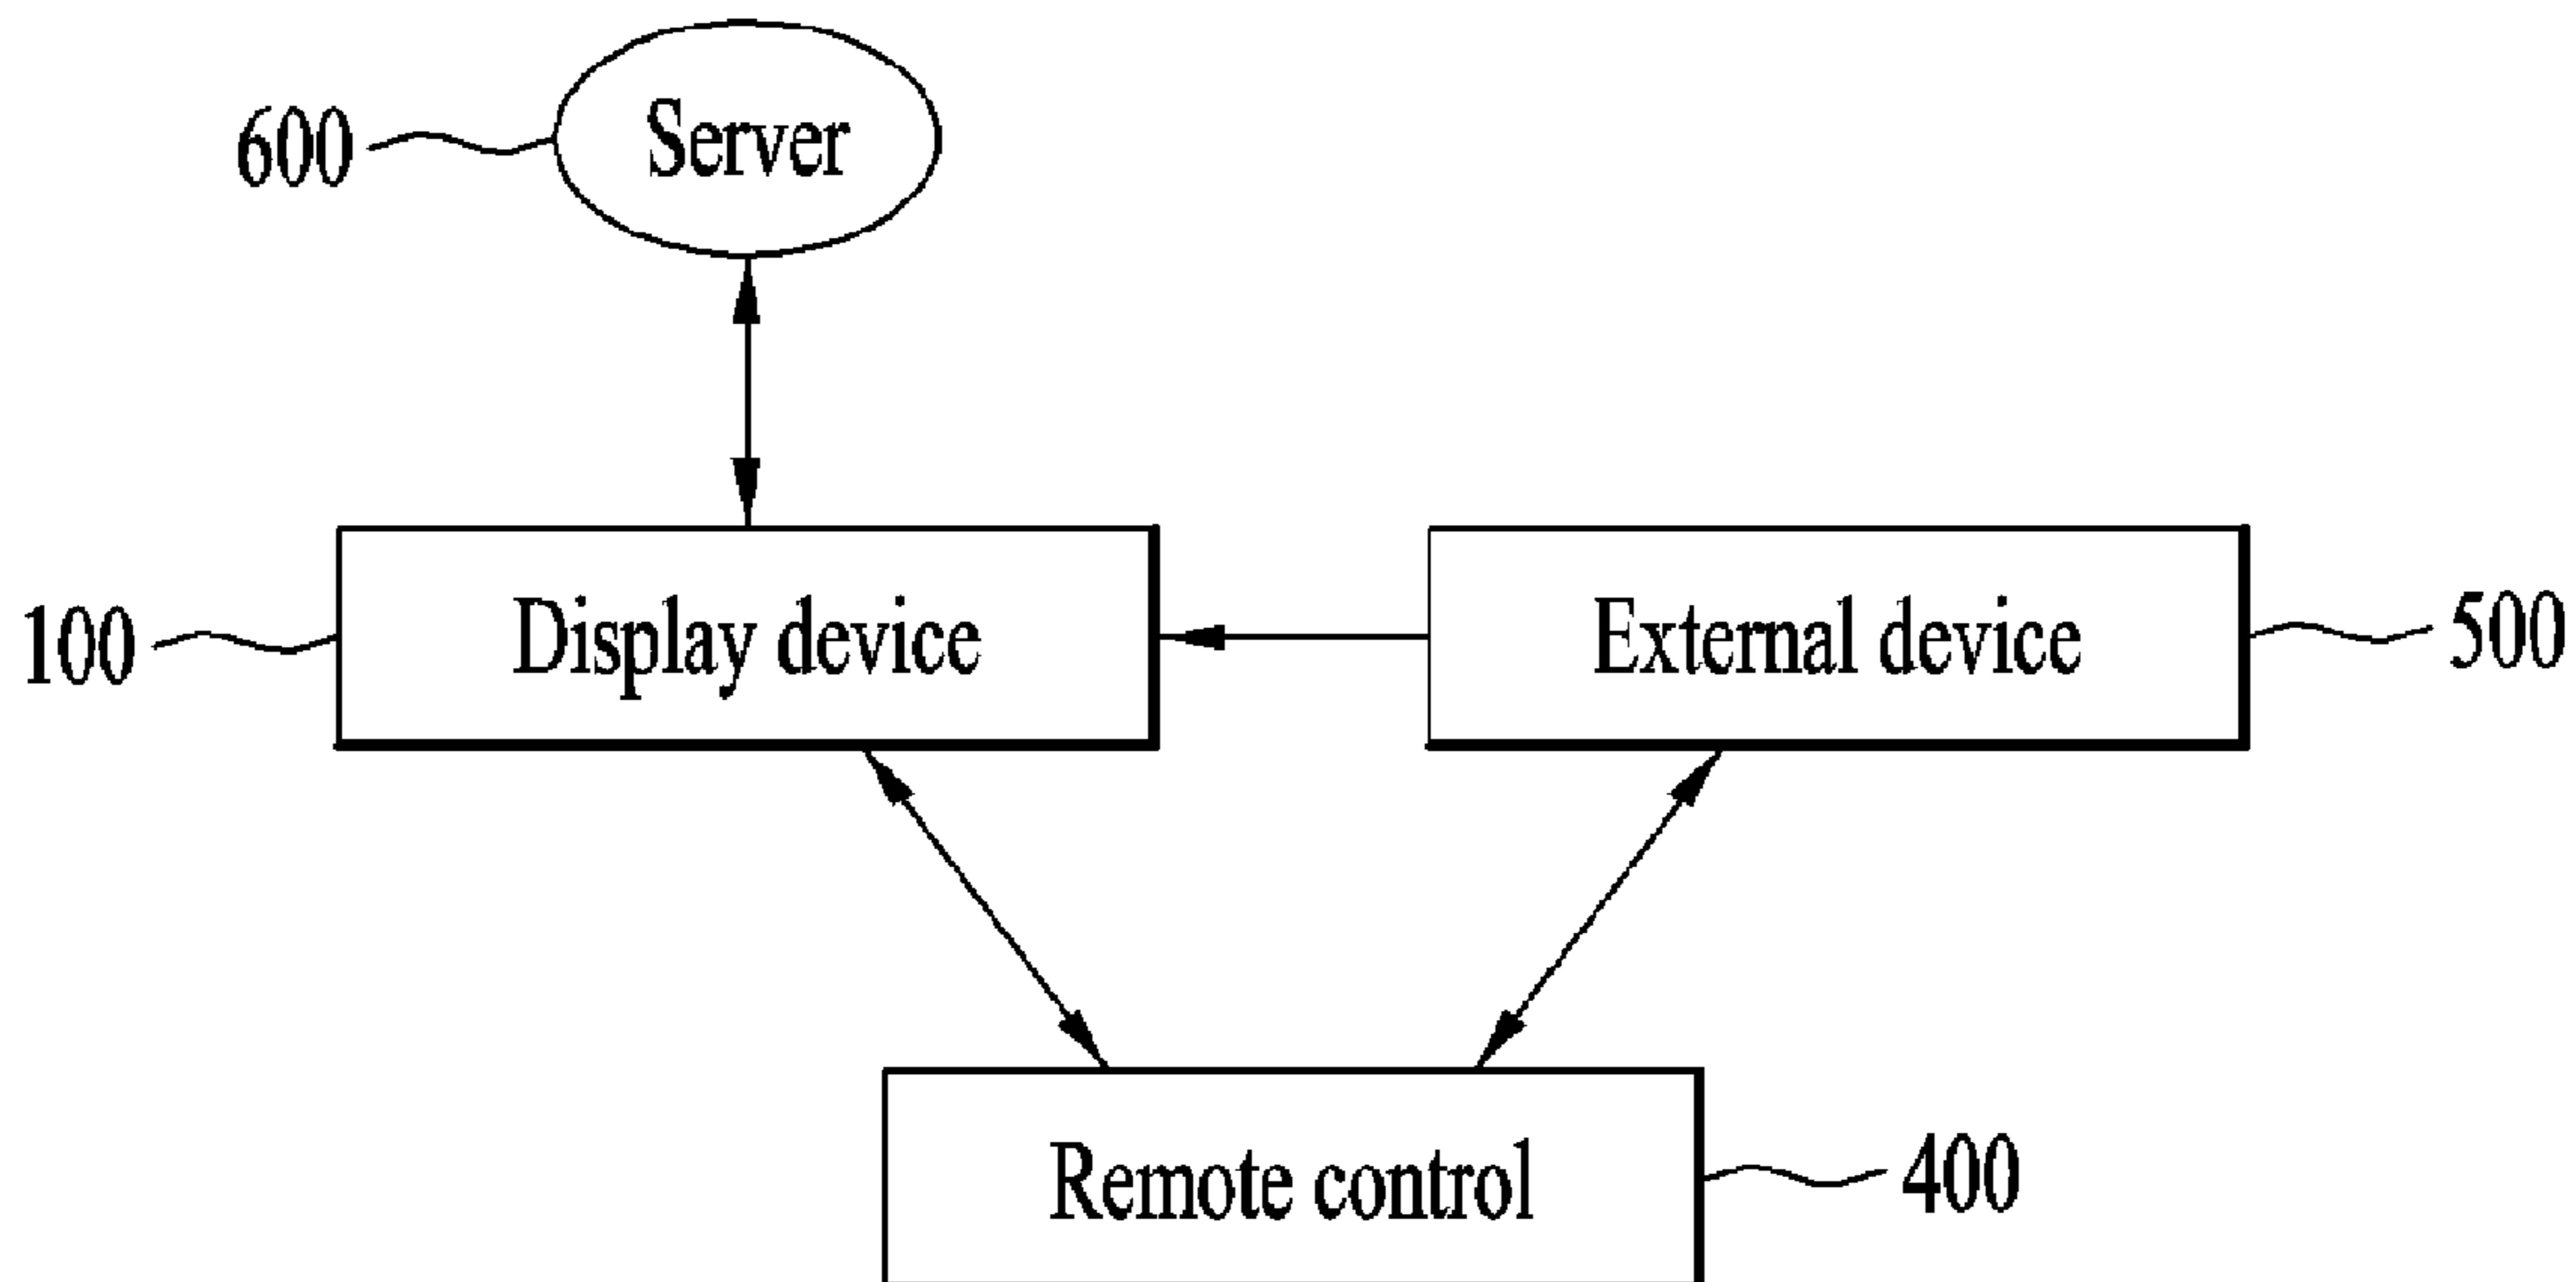 600
Server
100
Display device
External device
500
Remote control
400